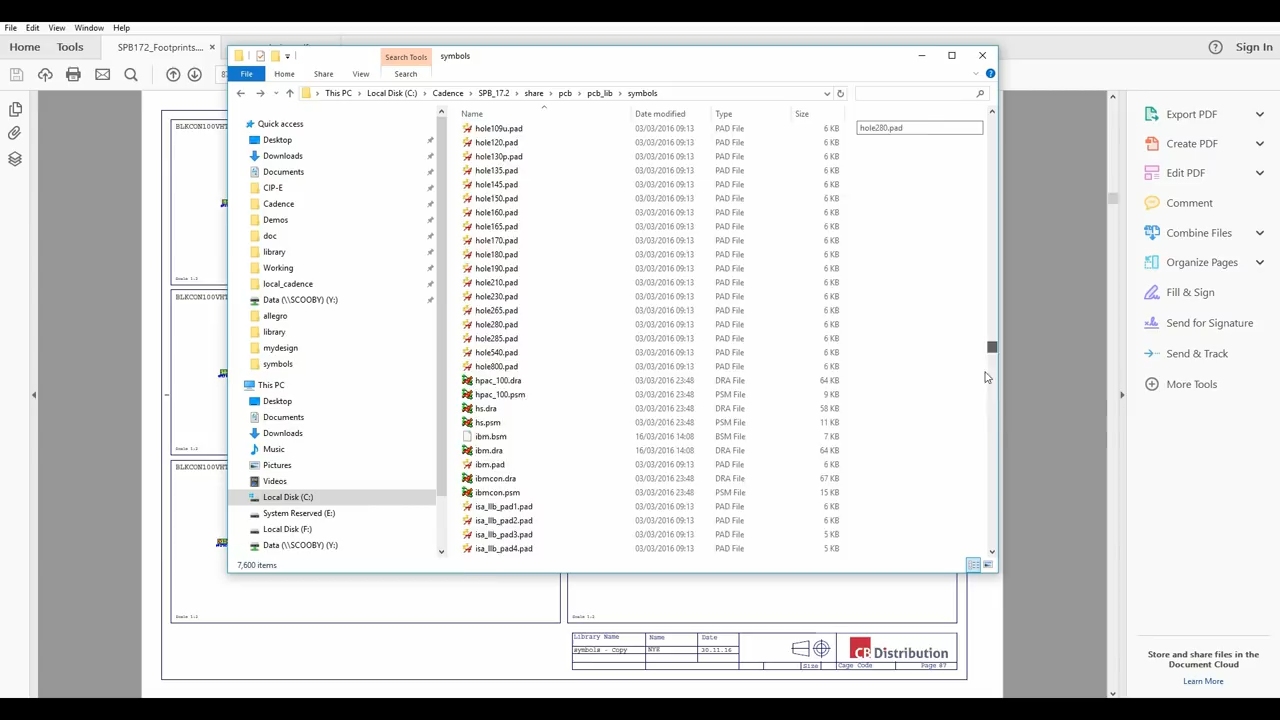 File Edit View Window Help
Home Tools SPB172_Footprints.... × Sign In
Search Tools symbols
File Home Share View Search
This PC > Local Disk (C:) > Cadence > SPB_17.2 > share > pcb > pcb_lib > symbols
Quick access
Desktop
Downloads
Documents
CIP-E
Cadence
Demos
doc
library
Working
local_cadence
Data (\\SCOOBY) (Y:)
allegro
library
mydesign
symbols
This PC
Desktop
Documents
Downloads
Music
Pictures
Videos
Local Disk (C:)
System Reserved (E:)
Local Disk (F:)
Data (\\SCOOBY) (Y:)
Name Date modified Type Size
hole109u.pad 03/03/2016 09:13 PAD File 6 KB
hole120.pad 03/03/2016 09:13 PAD File 6 KB
hole130p.pad 03/03/2016 09:13 PAD File 6 KB
hole135.pad 03/03/2016 09:13 PAD File 6 KB
hole145.pad 03/03/2016 09:13 PAD File 6 KB
hole150.pad 03/03/2016 09:13 PAD File 6 KB
hole160.pad 03/03/2016 09:13 PAD File 6 KB
hole165.pad 03/03/2016 09:13 PAD File 6 KB
hole170.pad 03/03/2016 09:13 PAD File 6 KB
hole180.pad 03/03/2016 09:13 PAD File 6 KB
hole190.pad 03/03/2016 09:13 PAD File 6 KB
hole210.pad 03/03/2016 09:13 PAD File 6 KB
hole230.pad 03/03/2016 09:13 PAD File 6 KB
hole265.pad 03/03/2016 09:13 PAD File 6 KB
hole280.pad 03/03/2016 09:13 PAD File 6 KB
hole285.pad 03/03/2016 09:13 PAD File 6 KB
hole540.pad 03/03/2016 09:13 PAD File 6 KB
hole800.pad 03/03/2016 09:13 PAD File 6 KB
hpac_100.dra 03/03/2016 23:48 DRA File 64 KB
hpac_100.psm 03/03/2016 23:48 PSM File 9 KB
hs.dra 03/03/2016 23:48 DRA File 58 KB
hs.psm 03/03/2016 23:48 PSM File 11 KB
ibm.bsm 16/03/2016 14:08 BSM File 7 KB
ibm.dra 16/03/2016 14:08 DRA File 64 KB
ibm.pad 03/03/2016 09:13 PAD File 6 KB
ibmcon.dra 03/03/2016 23:48 DRA File 67 KB
ibmcon.psm 03/03/2016 23:48 PSM File 15 KB
isa_llb_pad1.pad 03/03/2016 09:13 PAD File 6 KB
isa_llb_pad2.pad 03/03/2016 09:13 PAD File 6 KB
isa_llb_pad3.pad 03/03/2016 09:13 PAD File 5 KB
isa_llb_pad4.pad 03/03/2016 09:13 PAD File 5 KB
hole280.pad
7,600 items
BLKCON100VHT
Scale 1:2
BLKCON100VHT
BLKCON100VHT
Scale 1:2
Scale 1:2
Library Name Name Date
symbols - Copy NYS 30.11.16
Size Cage Code Page 87
CB Distribution
Export PDF
Create PDF
Edit PDF
Comment
Combine Files
Organize Pages
Fill & Sign
Send for Signature
Send & Track
More Tools
Store and share files in the
Document Cloud
Learn More